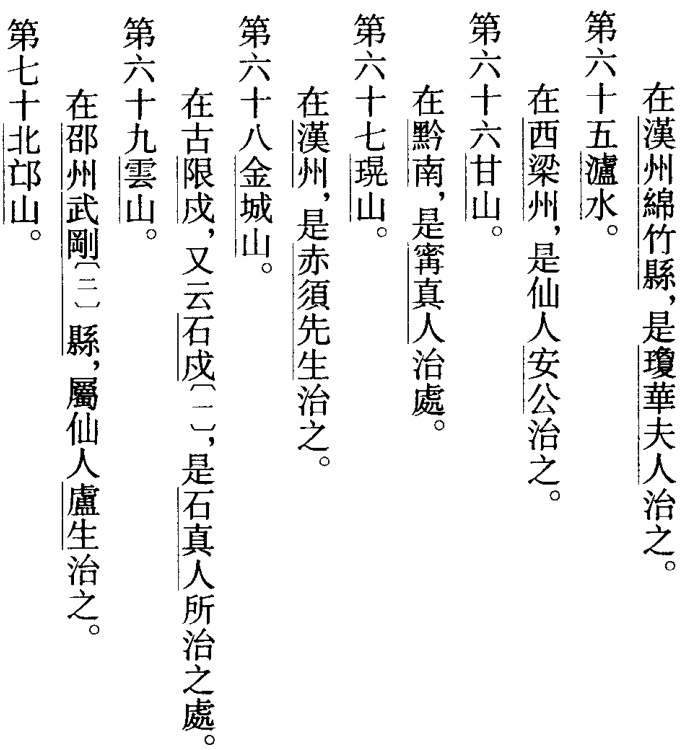 在漢州綿竹縣，是瓊華夫人治之。
第六十五瀘水。
在西梁州，是仙人安公治之。
第六十六甘山。
在黔南，是甯真人治處。
第六十七㻿山。
在漢州，是赤須先生治之。
第六十八金城山。
在古限戍，又云石戍〔一〕，是石真人所治之處。
第六十九雲山。
在邵州武剛〔二〕縣，屬仙人盧生治之。
第七十北邙山。